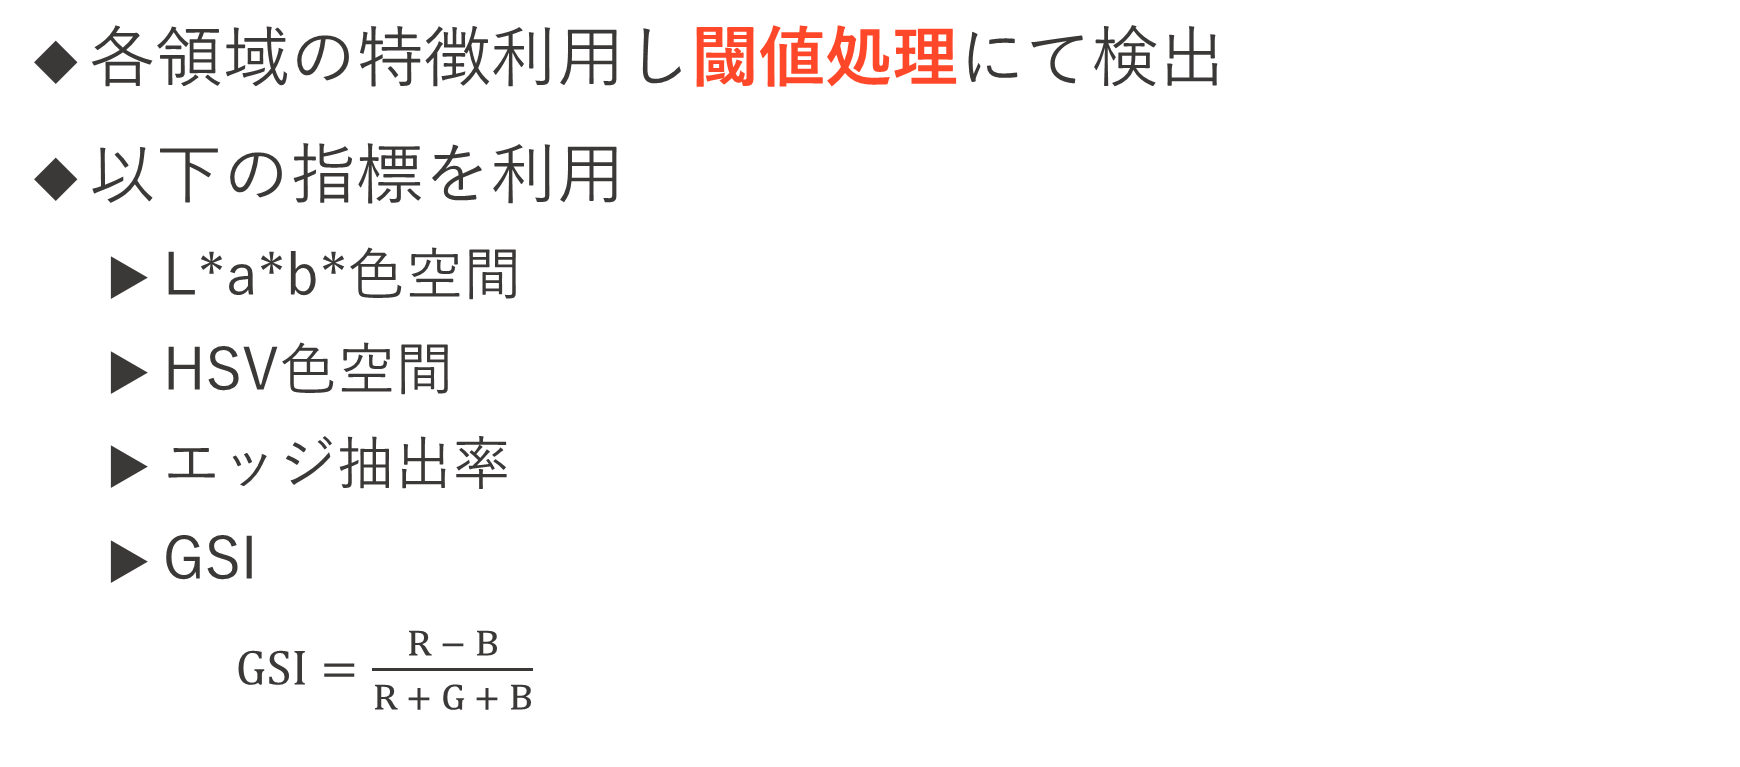 ◆各領域の特徴利用し閾値処理にて検出
◆以下の指標を利用
▶L*a*b*色空間
▶HSV色空間
▶エッジ抽出率
▶GSI
GSI = (R − B) / (R + G + B)